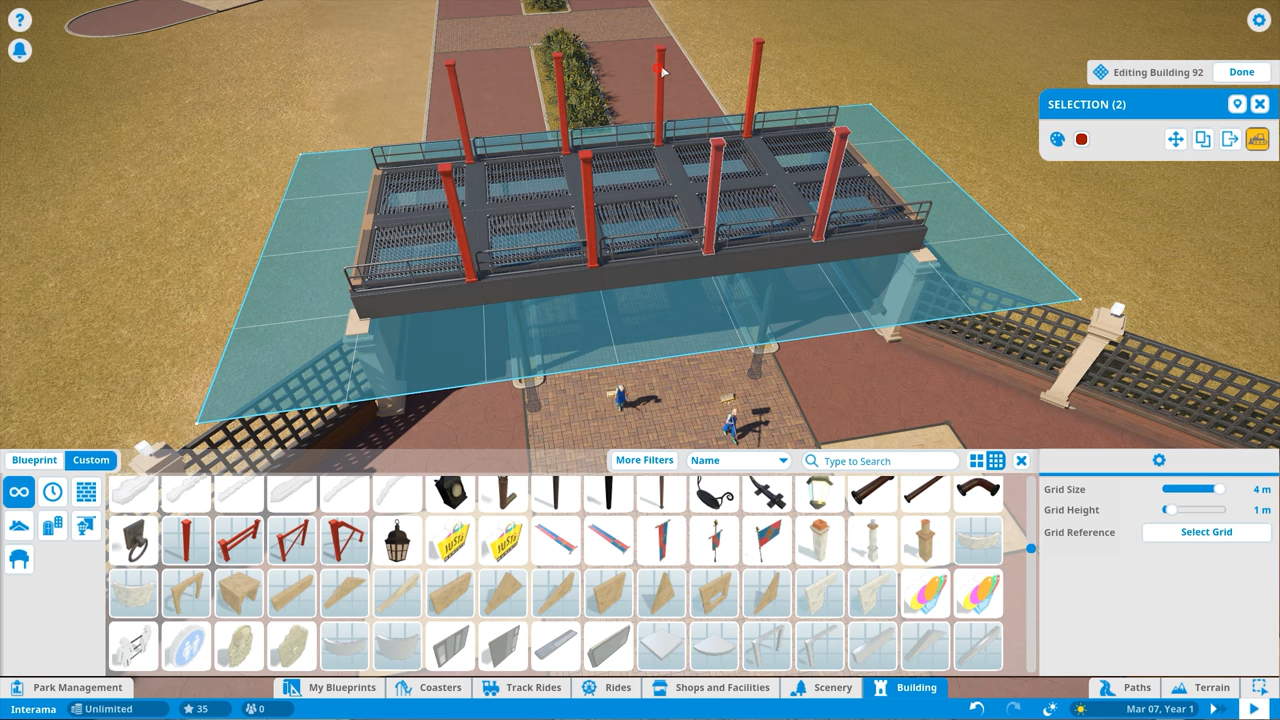 ?
Editing Building 92
Done
SELECTION (2)
Blueprint
Custom
More Filters
Name
Type to Search
Grid Size
4 m
Grid Height
1 m
Grid Reference
Select Grid
Park Management
My Blueprints
Coasters
Track Rides
Rides
Shops and Facilities
Scenery
Building
Paths
Terrain
Interama
Unlimited
35
0
Mar 07, Year 1